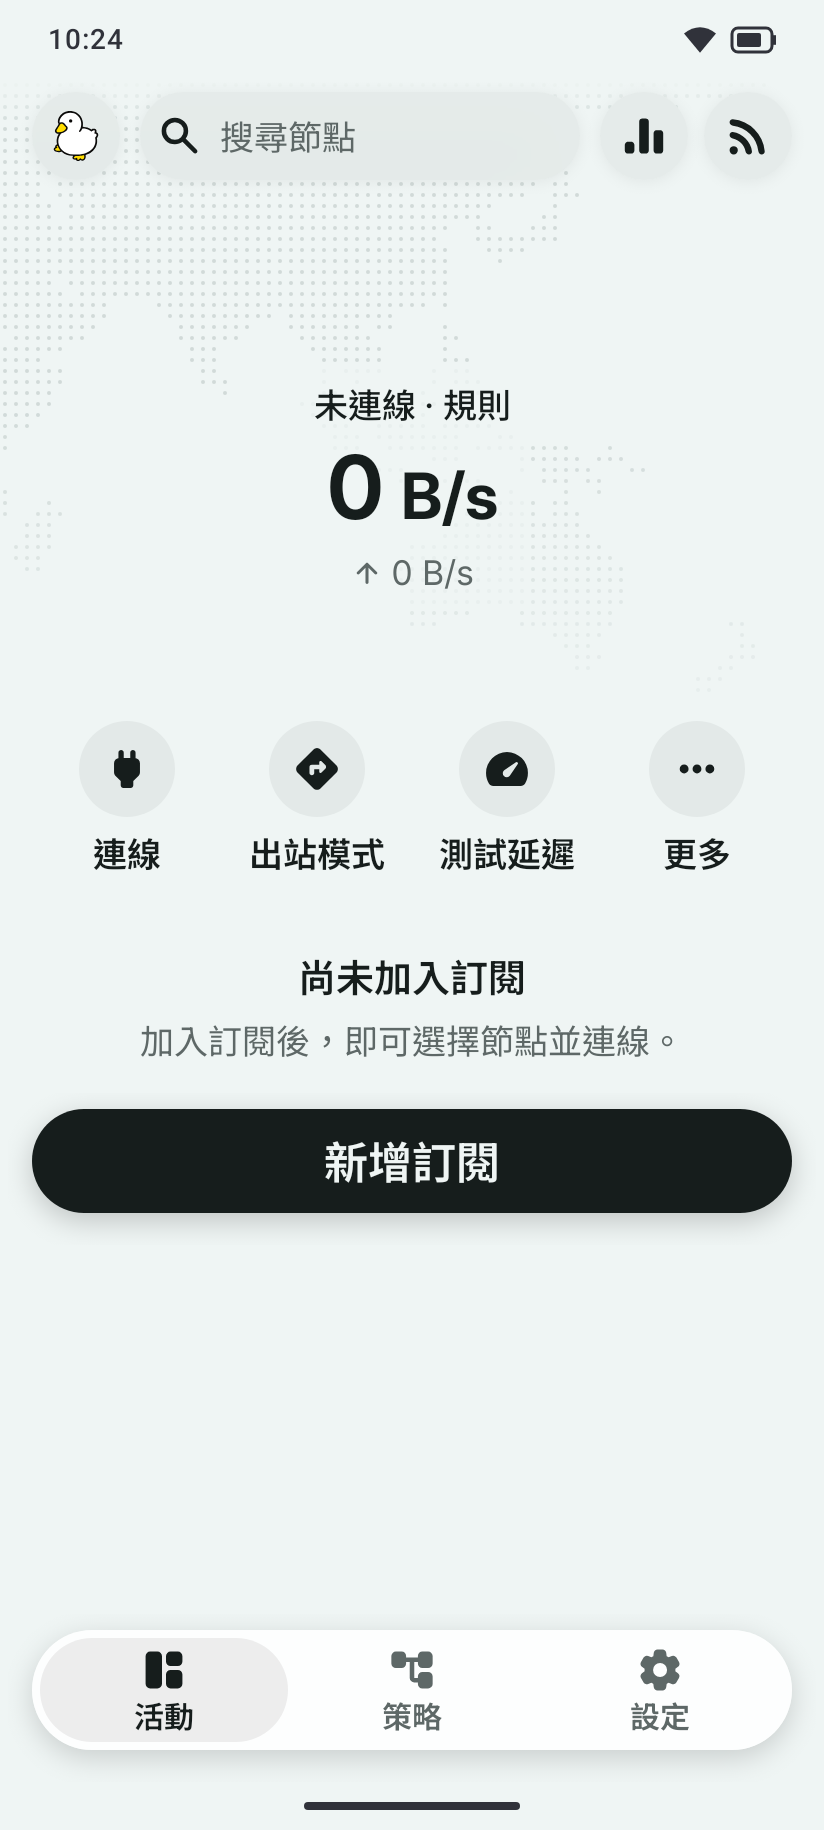 10:24
搜尋節點
未連線 · 規則
0 B/s
↑ 0 B/s
連線
出站模式
測試延遲
更多
尚未加入訂閱
加入訂閱後，即可選擇節點並連線。
新增訂閱
活動
策略
設定